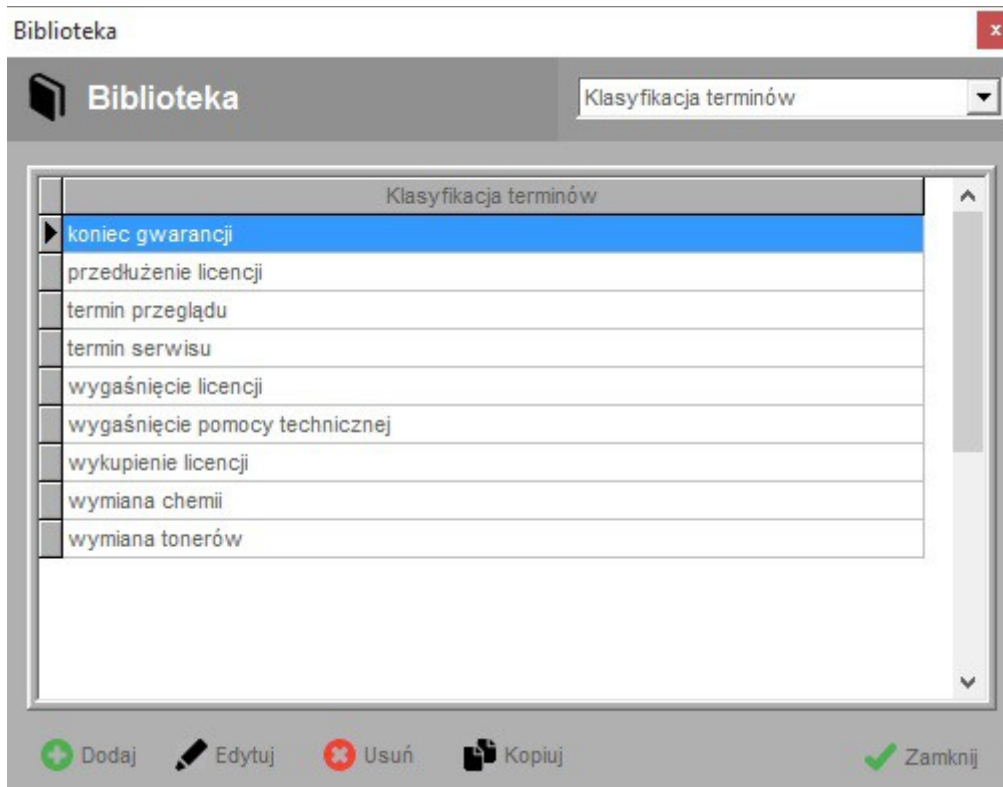 Biblioteka
x
Biblioteka
Klasyfikacja terminów
Klasyfikacja terminów
koniec gwarancji
przedłużenie licencji
termin przeglądu
termin serwisu
wygaśnięcie licencji
wygaśnięcie pomocy technicznej
wykupienie licencji
wymiana chemii
wymiana tonerów
Dodaj Edytuj Usuń Kopiuj Zamknij